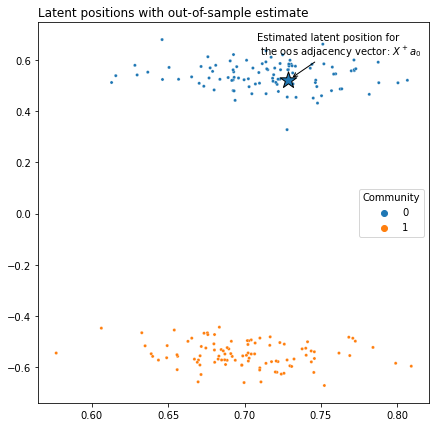 Latent positions with out-of-sample estimate
Estimated latent position for
the oos adjacency vector: X⁺a₀
Community
0
1
0.6
0.4
0.2
0.0
−0.2
−0.4
−0.6
0.60 0.65 0.70 0.75 0.80